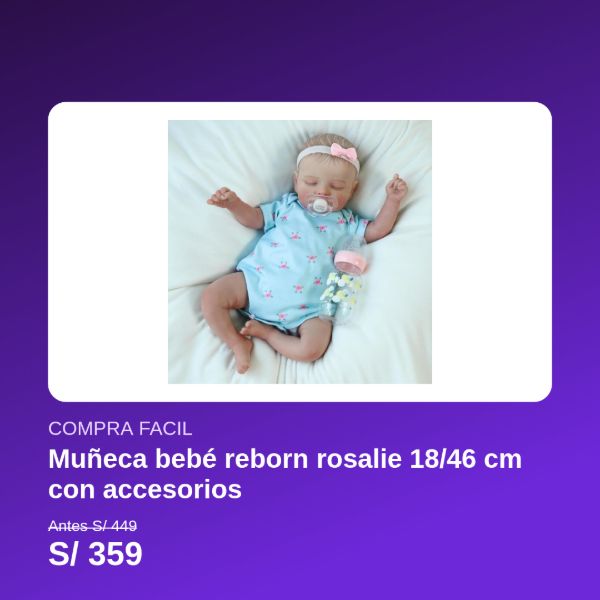 COMPRA FACIL
Muñeca bebé reborn rosalie 18/46 cm
con accesorios
Antes S/ 449
S/ 359